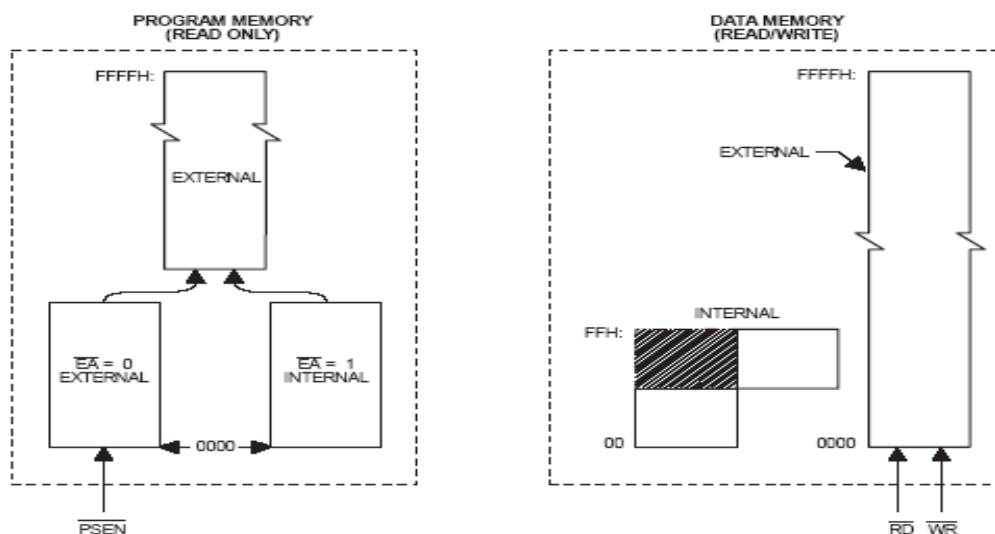 PROGRAM MEMORY
(READ ONLY)
FFFFH:
EXTERNAL
EA = 0
EXTERNAL
EA = 1
INTERNAL
0000
PSEN
DATA MEMORY
(READ/WRITE)
FFFFH:
EXTERNAL
INTERNAL
FFH:
00
0000
RD
WR